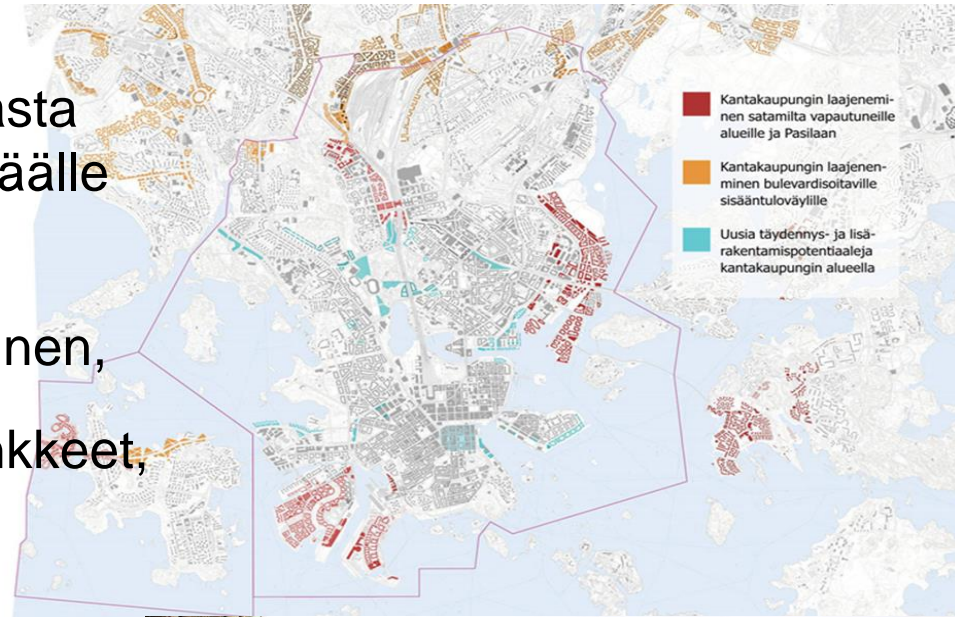 asta
äälle
nen,
kkeet,
Kantakaupungin laajenemi-
nen satamilta vapautuneille
alueille ja Pasilaan
Kantakaupungin laajenen-
minen bulevardisoitaville
sisääntuloväylille
Uusia täydennys- ja lisä-
rakentamispotentiaaleja
kantakaupungin alueella